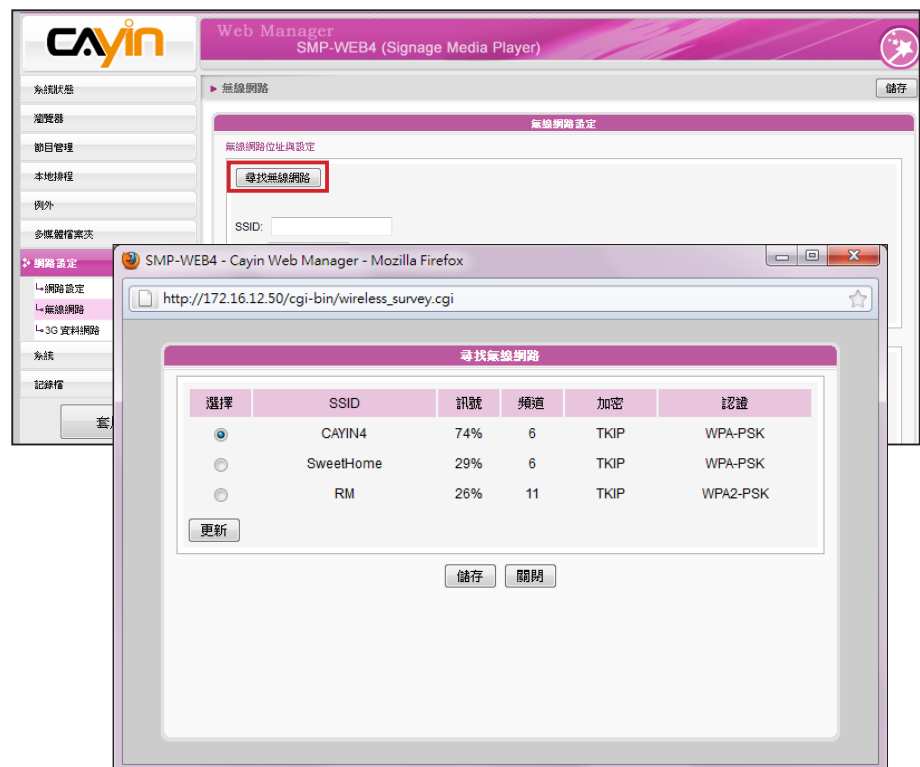 CAYIN
Web Manager
SMP-WEB4 (Signage Media Player)
系統狀態
瀏覽器
節目管理
本地排程
例外
多媒體檔案夾
網路設定
網路設定
無線網路
3G 資料網路
系統
記錄檔
套
無線網路
儲存
無線網路設定
無線網路位址與設定
尋找無線網路
SSID:
SMP-WEB4 - Cayin Web Manager - Mozilla Firefox
http://172.16.12.50/cgi-bin/wireless_survey.cgi
尋找無線網路
選擇 SSID 訊號 頻道 加密 認證
CAYIN4 74% 6 TKIP WPA-PSK
SweetHome 29% 6 TKIP WPA-PSK
RM 26% 11 TKIP WPA2-PSK
更新
儲存 關閉